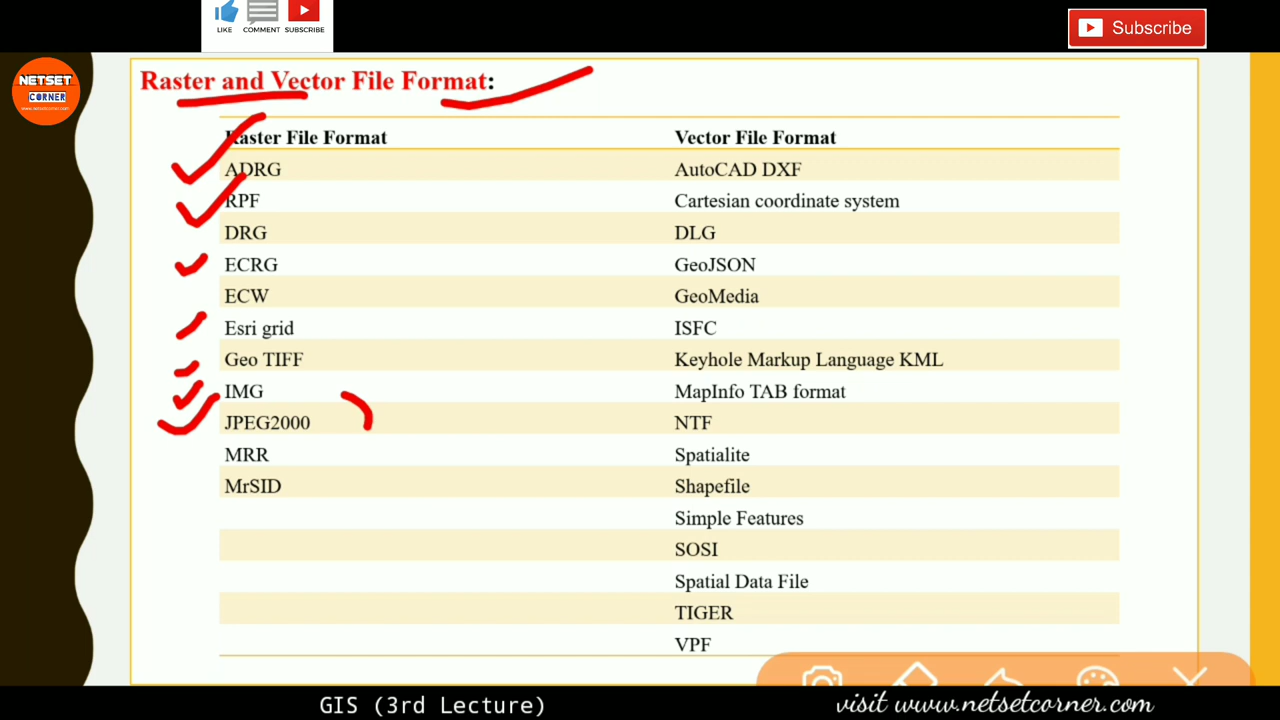 LIKE COMMENT SUBSCRIBE
Subscribe
NETSET
CORNER
www.netsetcorner.com
Raster and Vector File Format:
Raster File Format Vector File Format
ADRG AutoCAD DXF
RPF Cartesian coordinate system
DRG DLG
ECRG GeoJSON
ECW GeoMedia
Esri grid ISFC
Geo TIFF Keyhole Markup Language KML
IMG MapInfo TAB format
JPEG2000 NTF
MRR Spatialite
MrSID Shapefile
Simple Features
SOSI
Spatial Data File
TIGER
VPF
GIS (3rd Lecture) visit www.netsetcorner.com